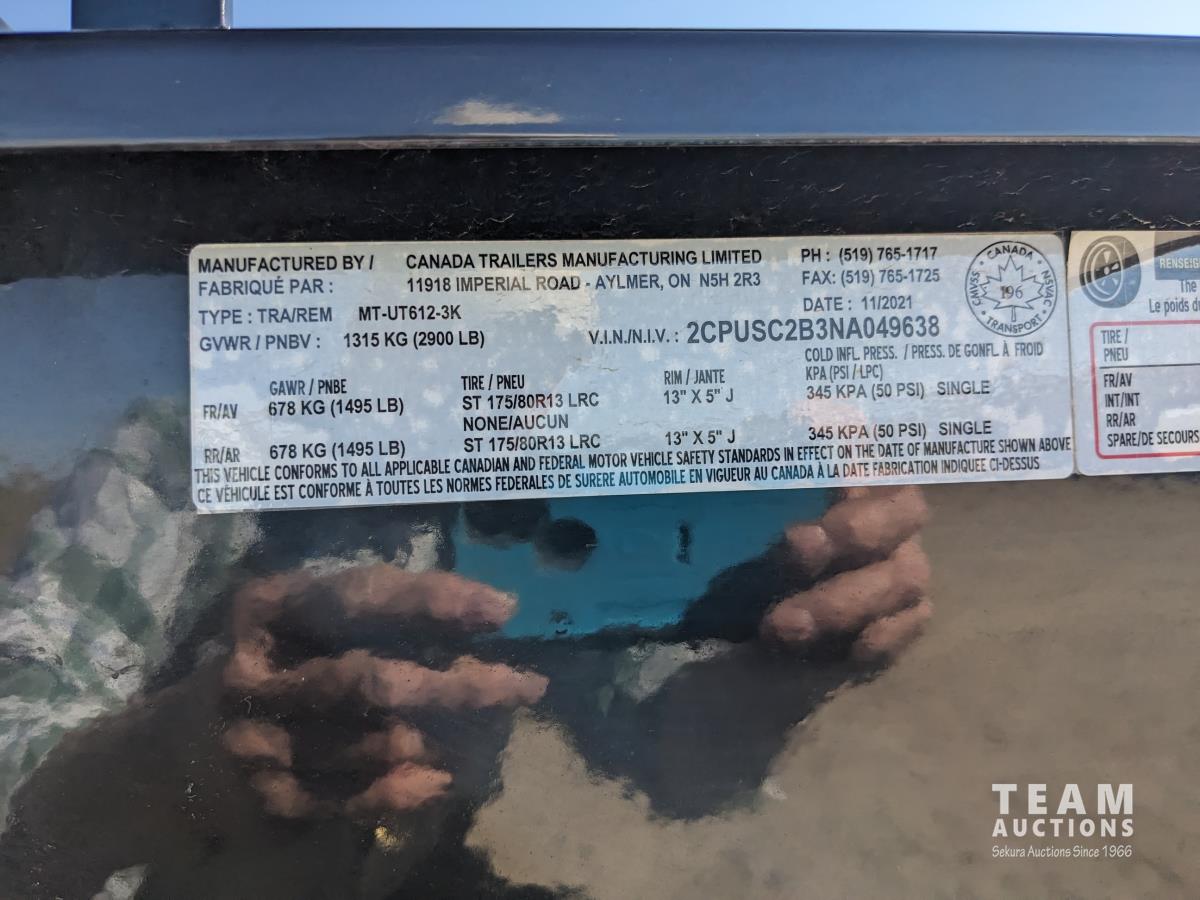 MANUFACTURED BY / CANADA TRAILERS MANUFACTURING LIMITED PH : (519) 765-1717
FABRIQUÉ PAR : 11918 IMPERIAL ROAD - AYLMER, ON N5H 2R3 FAX: (519) 765-1725
TYPE : TRA/REM MT-UT612-3K DATE : 11/2021
GVWR / PNBV : 1315 KG (2900 LB) V.I.N./N.I.V. : 2CPUSC2B3NA049638
COLD INFL. PRESS. / PRESS. DE GONFL. À FROID
GAWR / PNBE TIRE / PNEU RIM / JANTE KPA (PSI / LPC)
FR/AV 678 KG (1495 LB) ST 175/80R13 LRC 13" X 5" J 345 KPA (50 PSI) SINGLE
NONE/AUCUN
RR/AR 678 KG (1495 LB) ST 175/80R13 LRC 13" X 5" J 345 KPA (50 PSI) SINGLE
THIS VEHICLE CONFORMS TO ALL APPLICABLE CANADIAN AND FEDERAL MOTOR VEHICLE SAFETY STANDARDS IN EFFECT ON THE DATE OF MANUFACTURE SHOWN ABOVE
CE VÉHICULE EST CONFORME À TOUTES LES NORMES FEDERALES DE SURERE AUTOMOBILE EN VIGUEUR AU CANADA À LA DATE FABRICATION INDIQUEE CI-DESSUS
CANADA
CMVSS
196
NSVAC
TRANSPORT
RENSEIG
The
Le poids d
TIRE /
PNEU
FR/AV
INT/INT
RR/AR
SPARE/DE SECOURS
TEAM
AUCTIONS
Sekura Auctions Since 1966